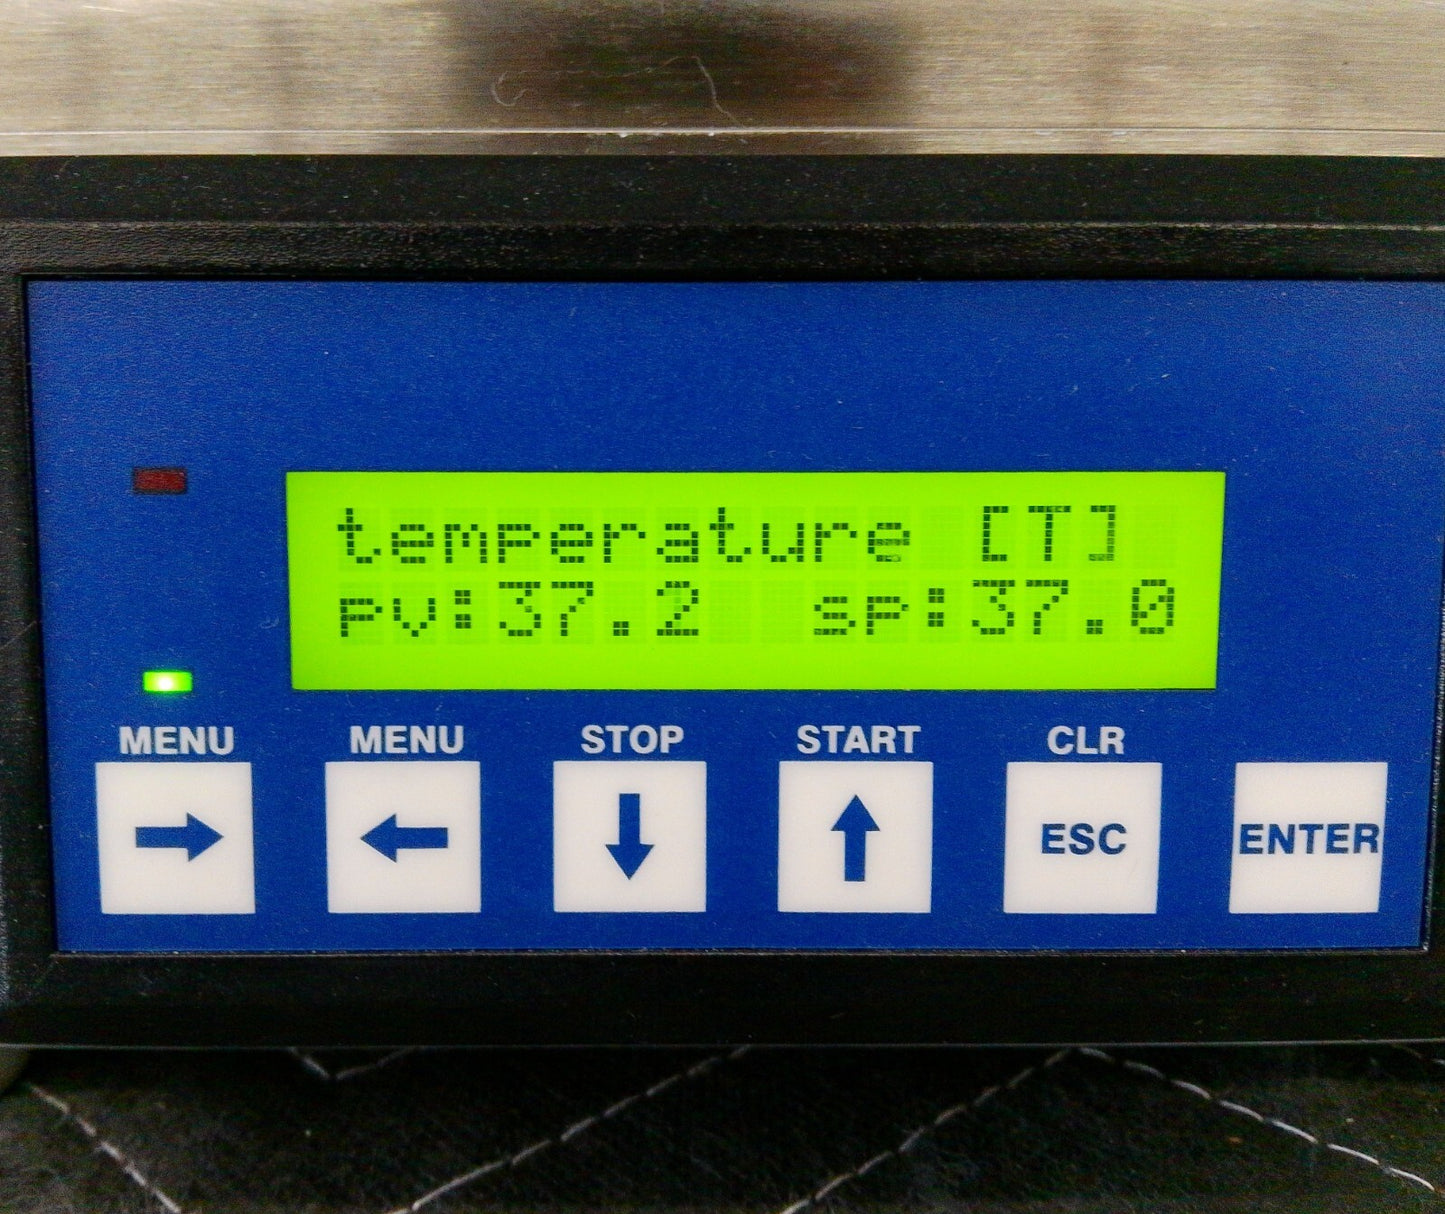 temperature [T]
pv:37.2 sp:37.0
MENU MENU STOP START CLR
ESC ENTER